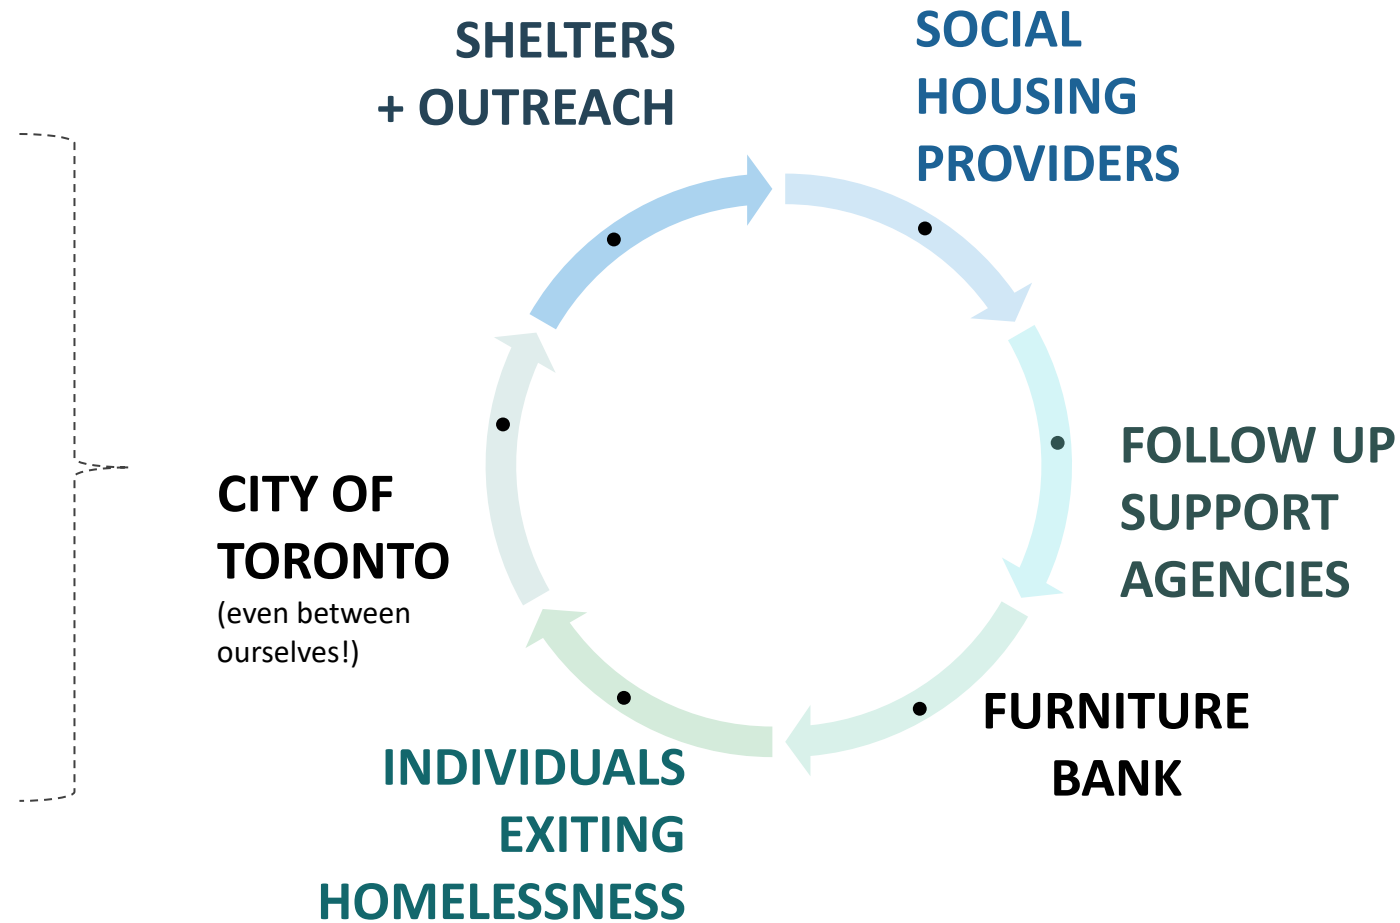 SHELTERS
+ OUTREACH
SOCIAL
HOUSING
PROVIDERS
FOLLOW UP
SUPPORT
AGENCIES
FURNITURE
BANK
INDIVIDUALS
EXITING
HOMELESSNESS
CITY OF
TORONTO
(even between
ourselves!)